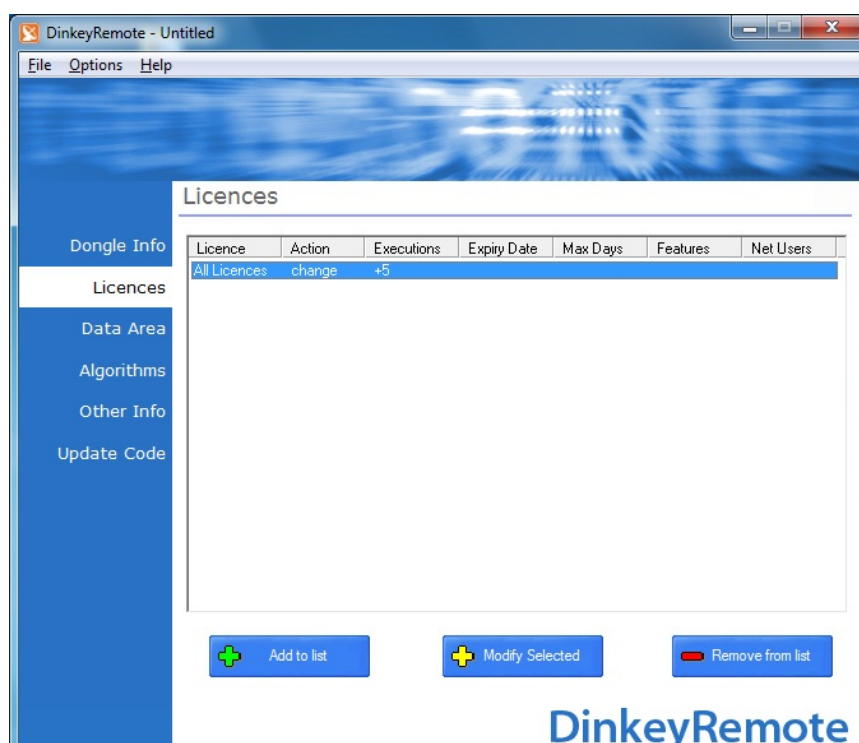 DinkeyRemote - Untitled
File Options Help
Licences
Dongle Info
Licences
Data Area
Algorithms
Other Info
Update Code
Licence Action Executions Expiry Date Max Days Features Net Users
All Licences change +5
Add to list Modify Selected Remove from list
DinkeyRemote